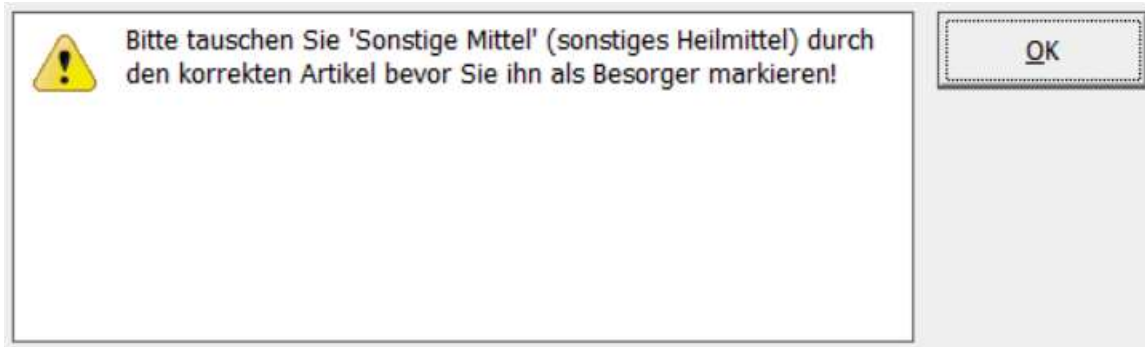 Bitte tauschen Sie 'Sonstige Mittel' (sonstiges Heilmittel) durch
den korrekten Artikel bevor Sie ihn als Besorger markieren!
OK